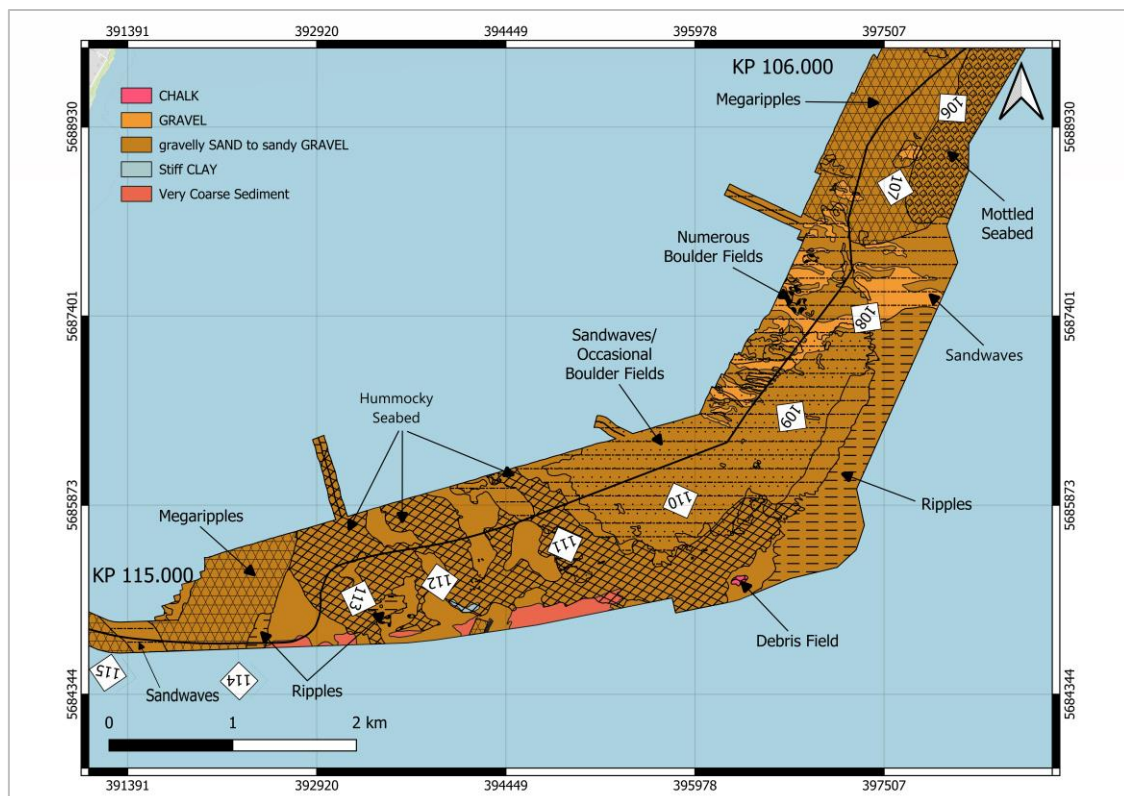 391391
392920
394449
395978
397507
KP 106.000
Megaripples
CHALK
GRAVEL
gravelly SAND to sandy GRAVEL
Stiff CLAY
Very Coarse Sediment
5688930
5688930
106
107
Mottled
Seabed
Numerous
Boulder Fields
5687401
5687401
108
Sandwaves
Sandwaves/
Occasional
Boulder Fields
Hummocky
Seabed
109
110
Ripples
5685873
5685873
Megaripples
111
112
113
KP 115.000
Debris Field
115
114
Sandwaves
Ripples
5684344
5684344
0
1
2 km
391391
392920
394449
395978
397507